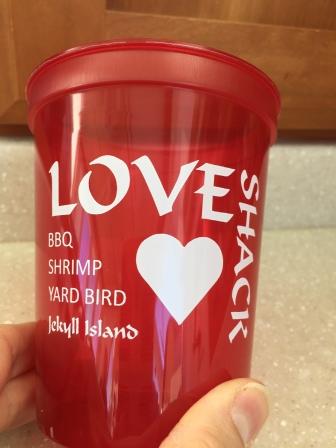 LOVE
SHACK
BBQ
SHRIMP
YARD BIRD
Jekyll Island